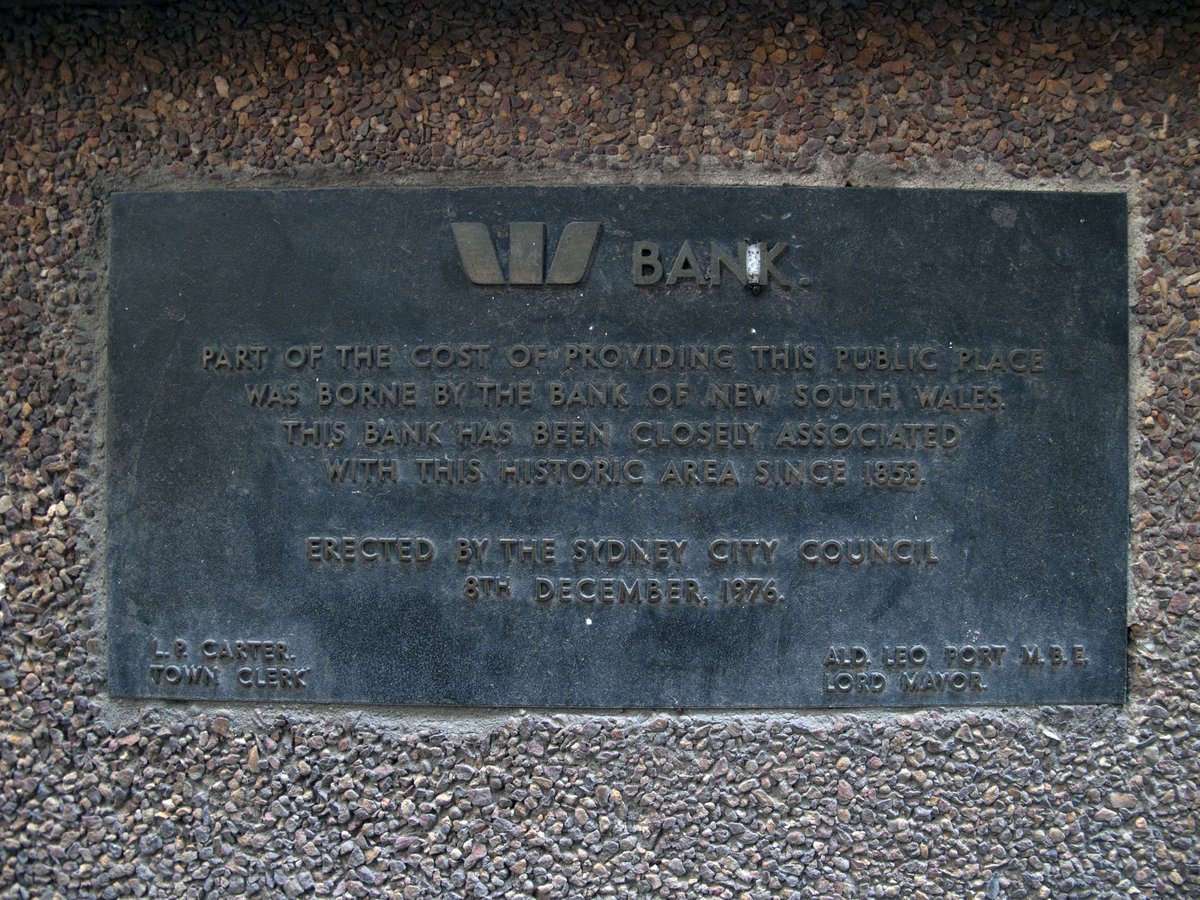 BANK.
PART OF THE COST OF PROVIDING THIS PUBLIC PLACE
WAS BORNE BY THE BANK OF NEW SOUTH WALES.
THIS BANK HAS BEEN CLOSELY ASSOCIATED
WITH THIS HISTORIC AREA SINCE 1853.
ERECTED BY THE SYDNEY CITY COUNCIL
8TH DECEMBER, 1976.
L. P. CARTER.
TOWN CLERK
ALD. LEO PORT M.B.E.
LORD MAYOR.